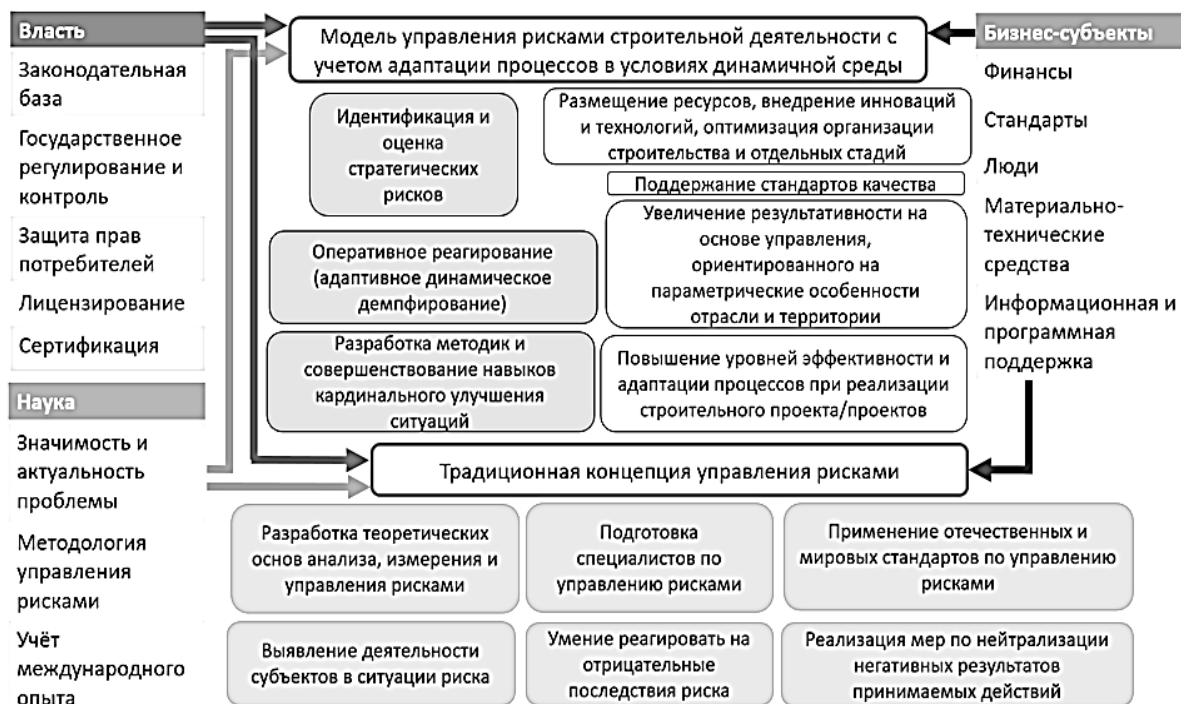 Власть
Законодательная
база
Государственное
регулирование и
контроль
Защита прав
потребителей
Лицензирование
Сертификация
Наука
Значимость и
актуальность
проблемы
Методология
управления
рисками
Учёт
международного
опыта
Модель управления рисками строительной деятельности с
учетом адаптации процессов в условиях динамичной среды
Идентификация и
оценка
стратегических
рисков
Размещение ресурсов, внедрение инноваций
и технологий, оптимизация организации
строительства и отдельных стадий
Поддержание стандартов качества
Оперативное реагирование
(адаптивное динамическое
демпфирование)
Увеличение результативности на
основе управления,
ориентированного на
параметрические особенности
отрасли и территории
Разработка методик и
совершенствование навыков
кардинального улучшения
ситуаций
Повышение уровней эффективности и
адаптации процессов при реализации
строительного проекта/проектов
Традиционная концепция управления рисками
Разработка теоретических
основ анализа, измерения и
управления рисками
Подготовка
специалистов по
управлению рисками
Применение отечественных и
мировых стандартов по управлению
рисками
Выявление деятельности
субъектов в ситуации риска
Умение реагировать на
отрицательные
последствия риска
Реализация мер по нейтрализации
негативных результатов
принимаемых действий
Бизнес-субъекты
Финансы
Стандарты
Люди
Материально-
технические
средства
Информационная и
программная
поддержка